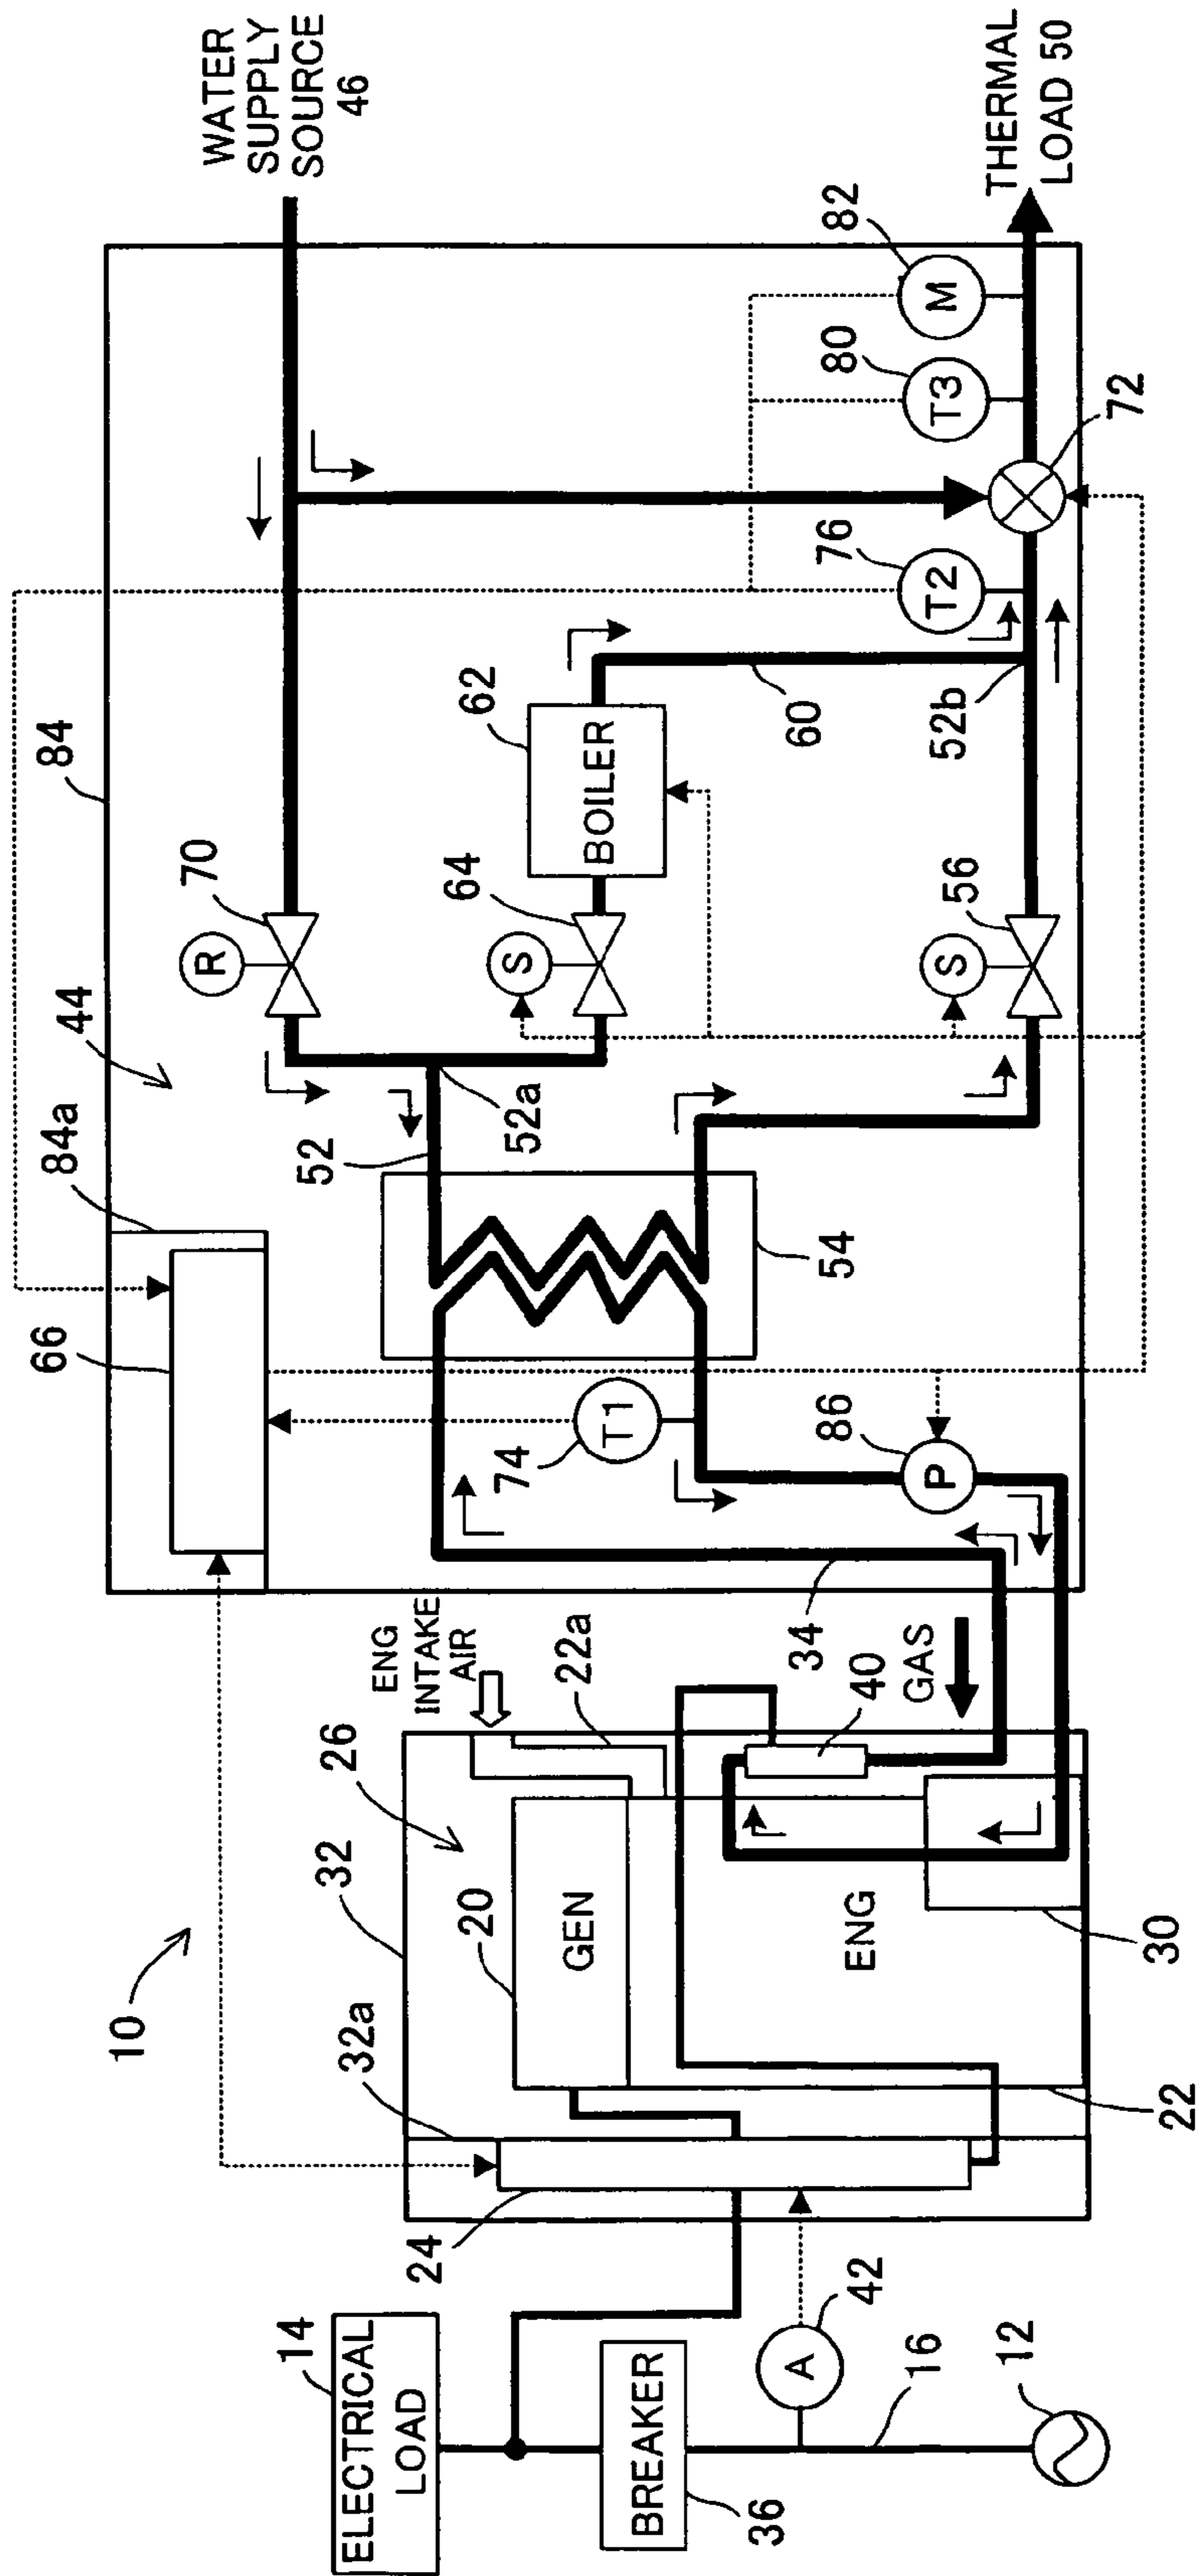 WATER
SUPPLY
SOURCE
46
THERMAL
LOAD 50
82
M
80
T3
72
76
T2
84
62
BOILER
60
52b
70
R
64
S
56
S
44
84a
52
52a
54
66
74
T1
86
P
34
ENG
INTAKE
AIR
22a
40
GAS
26
32
20
GEN
ENG
30
10
32a
22
24
14
ELECTRICAL
LOAD
BREAKER
36
42
A
16
12